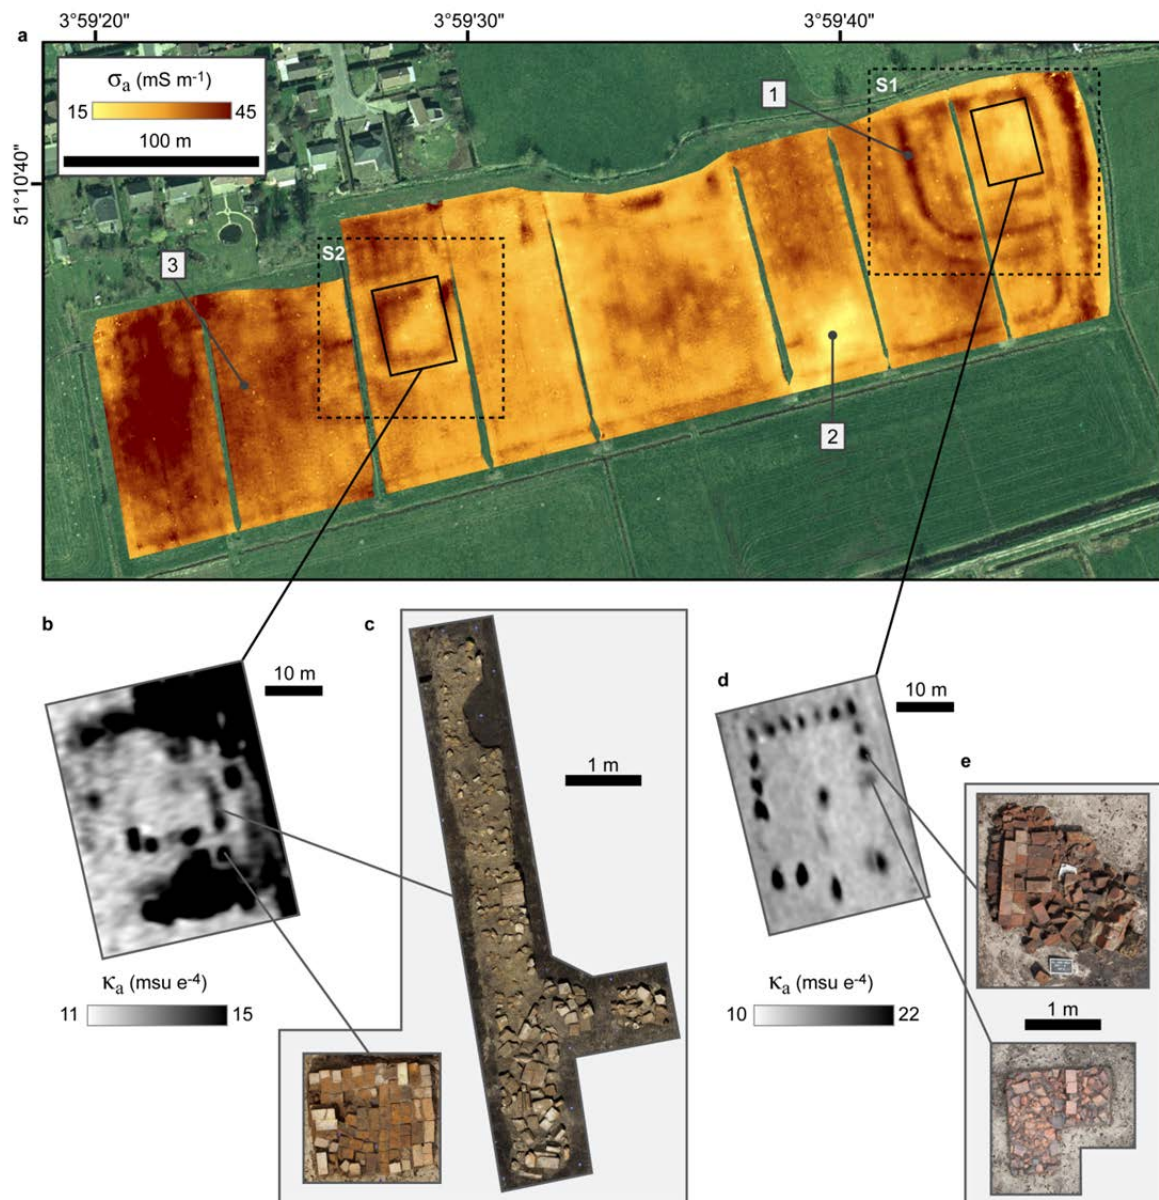 3°59'20"
3°59'30"
3°59'40"
a
σa (mS m⁻¹)
15
45
100 m
51°10'40"
S1
1
S2
3
2
b
10 m
c
1 m
d
10 m
e
κa (msu e⁻⁴)
11
15
κa (msu e⁻⁴)
10
22
1 m